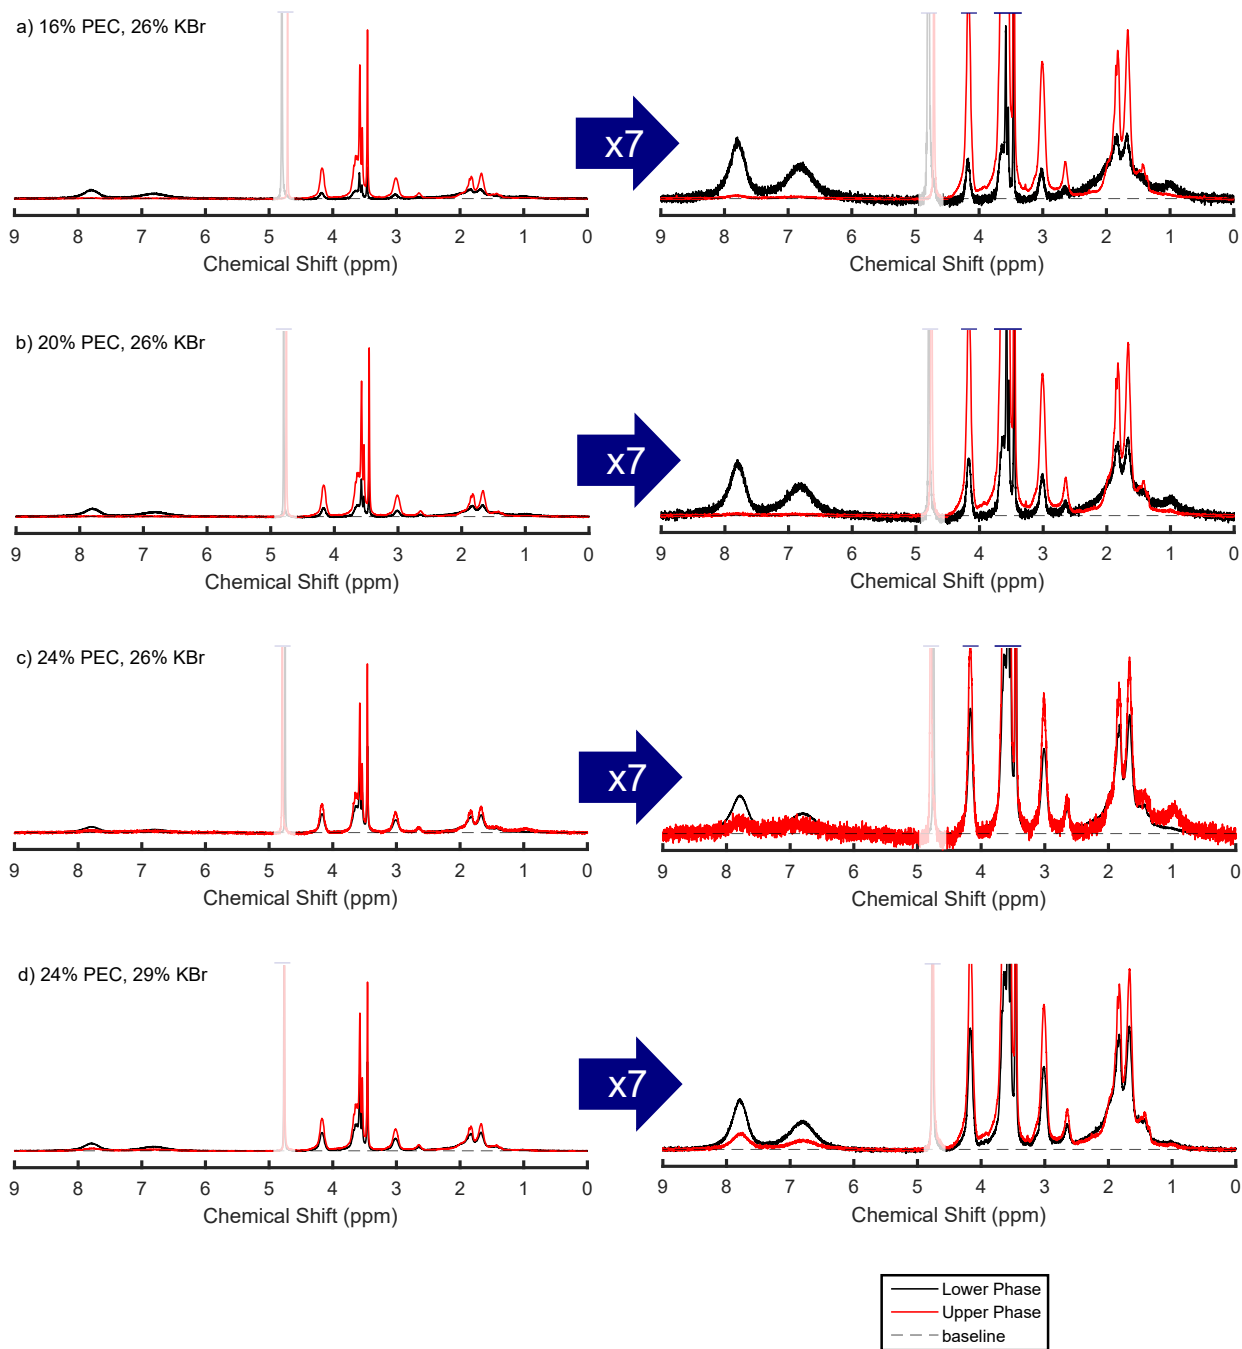 a) 16% PEC, 26% KBr
x7
9 8 7 6 5 4 3 2 1 0
Chemical Shift (ppm)
9 8 7 6 5 4 3 2 1 0
Chemical Shift (ppm)
b) 20% PEC, 26% KBr
x7
9 8 7 6 5 4 3 2 1 0
Chemical Shift (ppm)
9 8 7 6 5 4 3 2 1 0
Chemical Shift (ppm)
c) 24% PEC, 26% KBr
x7
9 8 7 6 5 4 3 2 1 0
Chemical Shift (ppm)
9 8 7 6 5 4 3 2 1 0
Chemical Shift (ppm)
d) 24% PEC, 29% KBr
x7
9 8 7 6 5 4 3 2 1 0
Chemical Shift (ppm)
9 8 7 6 5 4 3 2 1 0
Chemical Shift (ppm)
Lower Phase
Upper Phase
baseline